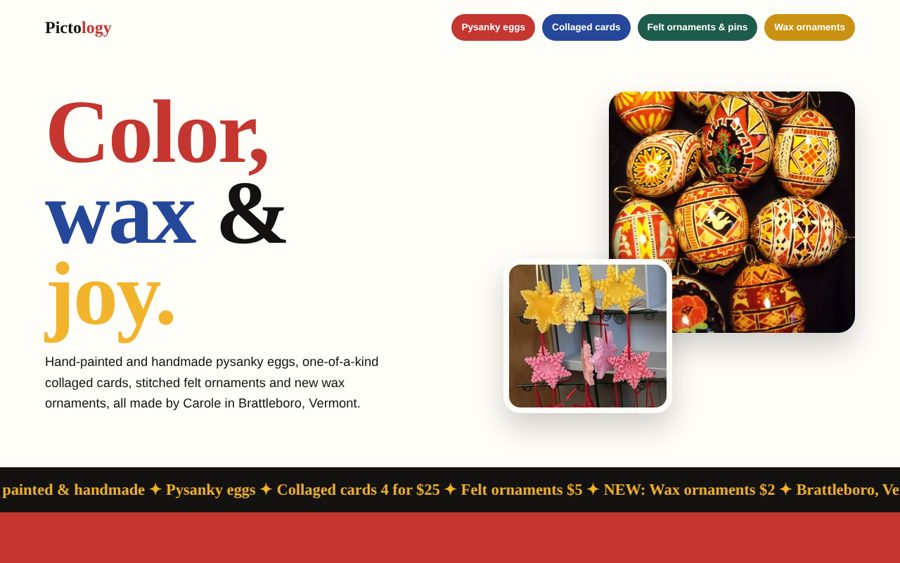 Pictology
Pysanky eggs
Collaged cards
Felt ornaments & pins
Wax ornaments
Color,
wax &
joy.
Hand-painted and handmade pysanky eggs, one-of-a-kind
collaged cards, stitched felt ornaments and new wax
ornaments, all made by Carole in Brattleboro, Vermont.
painted & handmade ✦ Pysanky eggs ✦ Collaged cards 4 for $25 ✦ Felt ornaments $5 ✦ NEW: Wax ornaments $2 ✦ Brattleboro, Ve